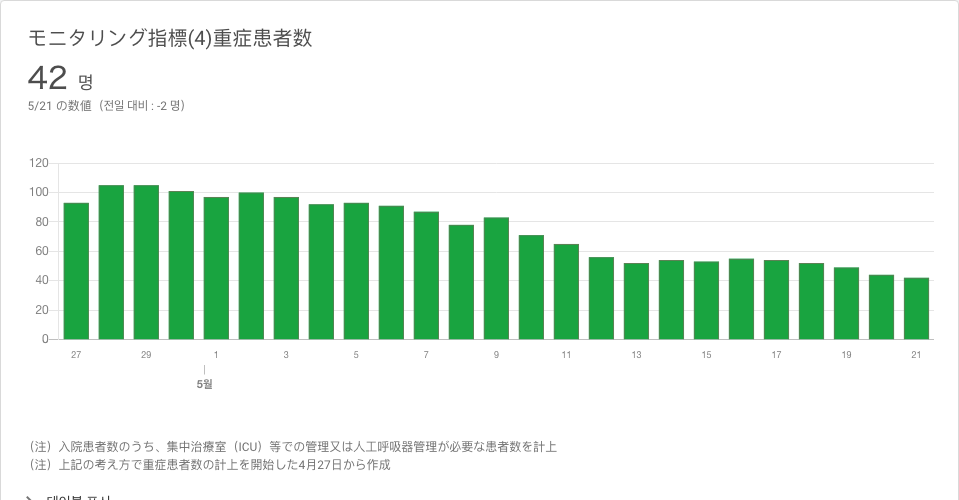 モニタリング指標(4)重症患者数
42 명
5/21 の数値（전일 대비 : -2 명）
120
100
80
60
40
20
0
27 29 1 3 5 7 9 11 13 15 17 19 21
5월
（注）入院患者数のうち、集中治療室（ICU）等での管理又は人工呼吸器管理が必要な患者数を計上
（注）上記の考え方で重症患者数の計上を開始した4月27日から作成
테이블 표시